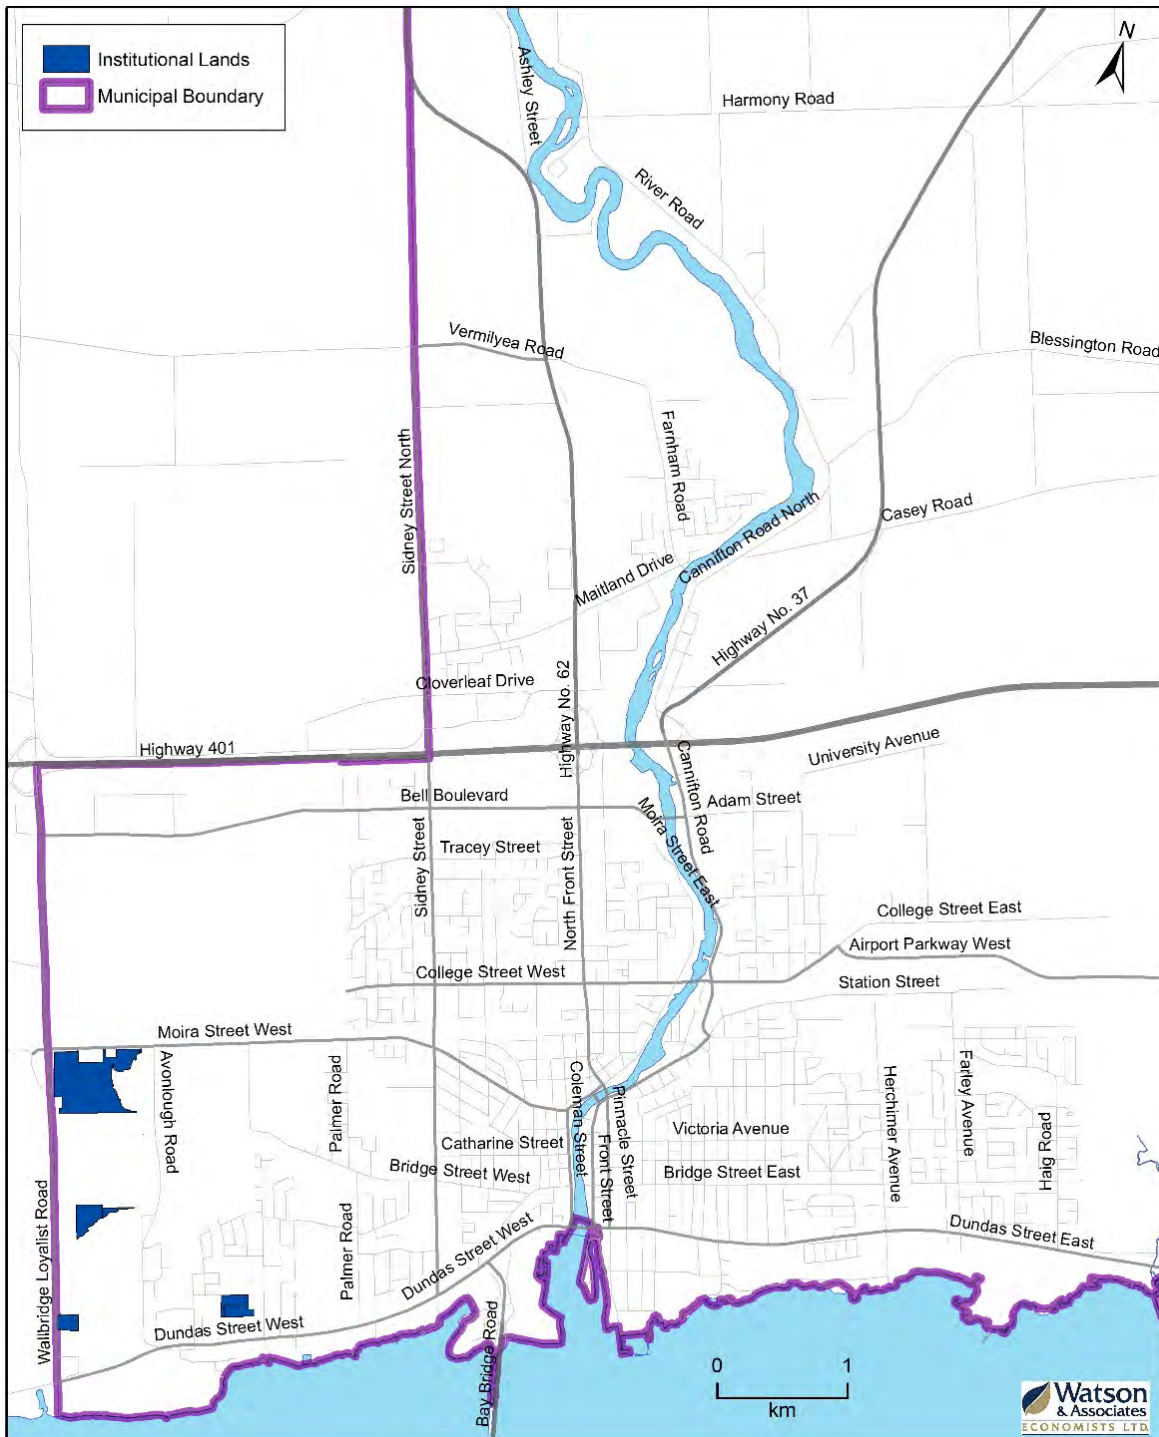 Institutional Lands
Municipal Boundary
N
Ashley Street
Harmony Road
River Road
Vermilyea Road
Blessington Road
Farnham Road
Sidney Street North
Cannifton Road North
Casey Road
Maitland Drive
Highway No. 37
Cloverleaf Drive
Highway No. 62
Highway 401
University Avenue
Cannifton Road
Bell Boulevard
Adam Street
Moira Street East
Tracey Street
Sidney Street
North Front Street
College Street East
Airport Parkway West
College Street West
Station Street
Moira Street West
Avonlough Road
Palmer Road
Coleman Street
Pinnacle Street
Herchimer Avenue
Farley Avenue
Haig Road
Victoria Avenue
Catharine Street
Front Street
Bridge Street West
Bridge Street East
Wallbridge Loyalist Road
Palmer Road
Dundas Street West
Dundas Street East
Dundas Street West
Bay Bridge Road
0 1
km
Watson
& Associates
ECONOMISTS LTD.